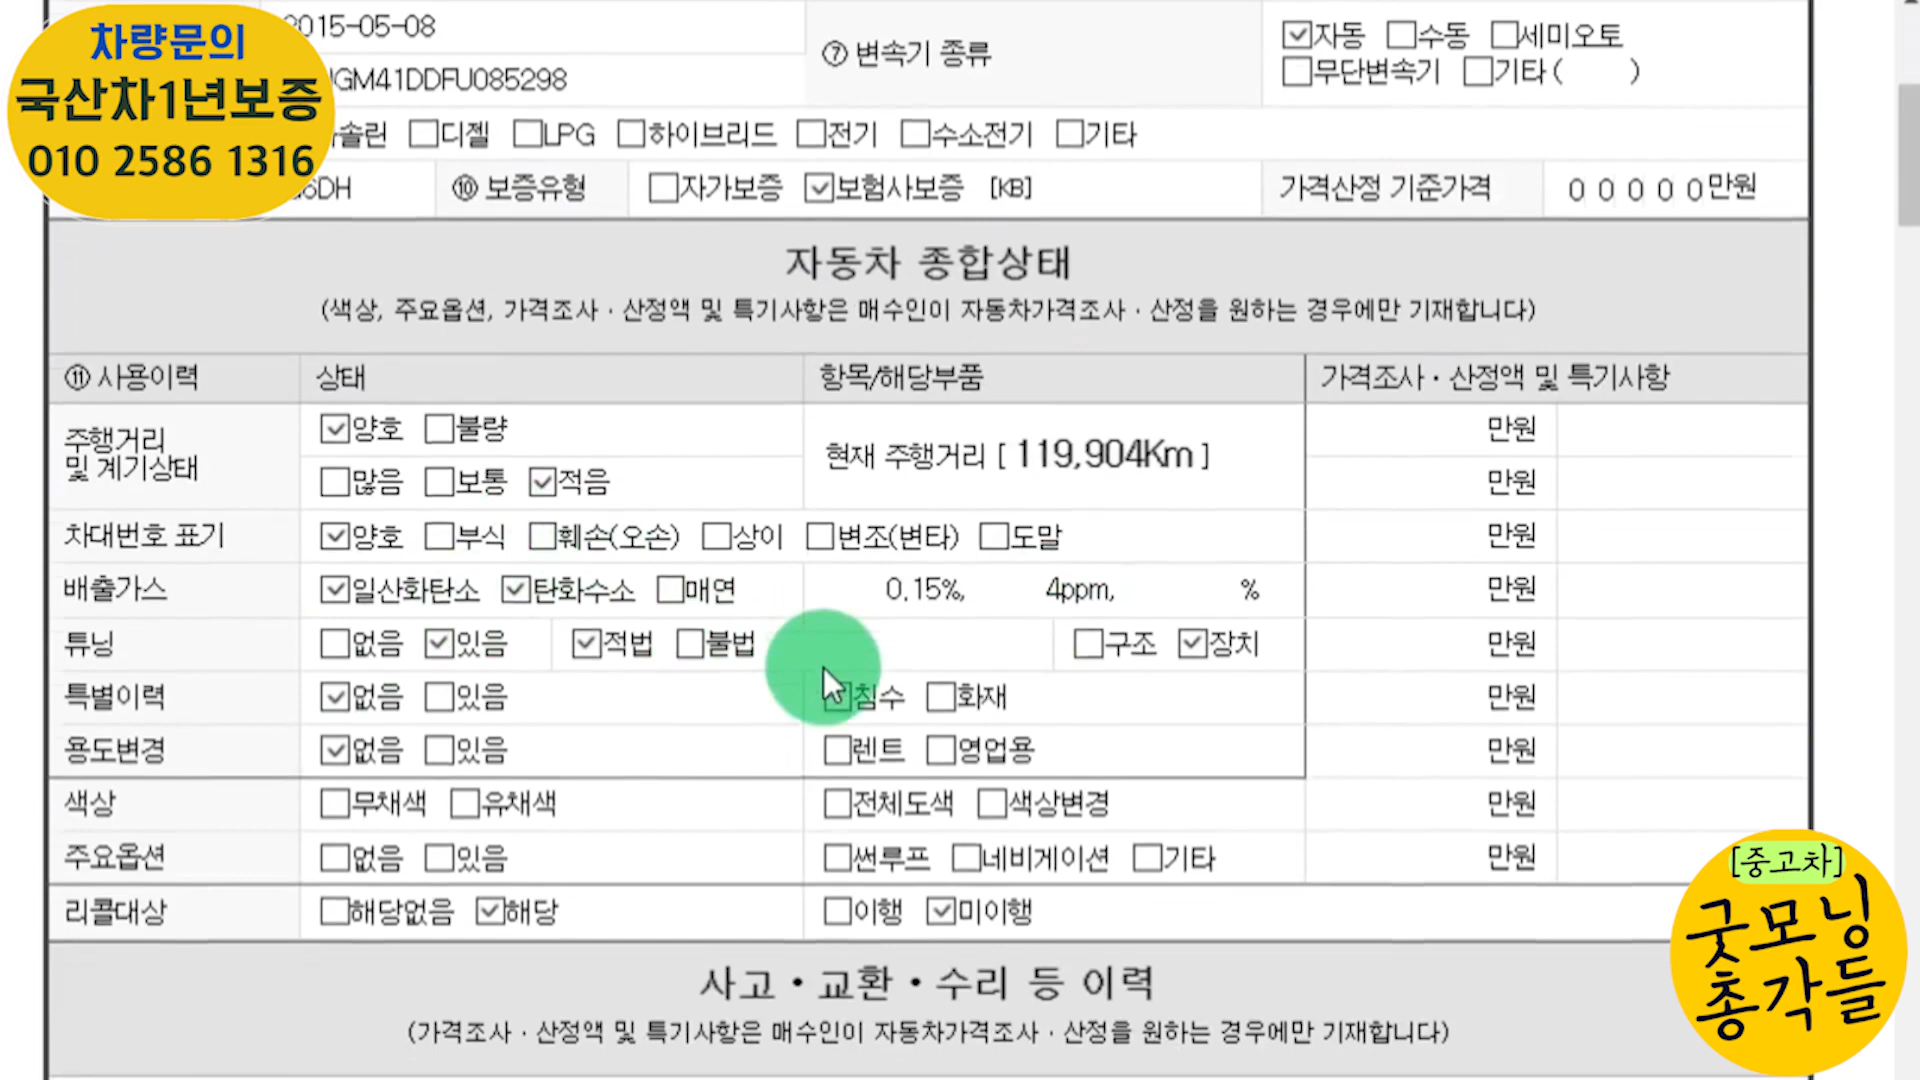 차량문의
국산차1년보증
010 2586 1316
2015-05-08
⑦ 변속기 종류
자동 수동 세미오토
무단변속기 기타 ( )
GM41DDFU085298
솔린 디젤 LPG 하이브리드 전기 수소전기 기타
6DH ⑩ 보증유형 자가보증 보험사보증 [KB] 가격산정 기준가격 0 0 0 0 0만원
자동차 종합상태
(색상, 주요옵션, 가격조사 · 산정액 및 특기사항은 매수인이 자동차가격조사 · 산정을 원하는 경우에만 기재합니다)
⑪ 사용이력 상태 항목/해당부품 가격조사 · 산정액 및 특기사항
주행거리
및 계기상태
양호 불량 만원
현재 주행거리 [ 119,904Km ]
많음 보통 적음 만원
차대번호 표기 양호 부식 훼손(오손) 상이 변조(변타) 도말 만원
배출가스 일산화탄소 탄화수소 매연 0.15%, 4ppm, % 만원
튜닝 없음 있음 적법 불법 구조 장치 만원
특별이력 없음 있음 침수 화재 만원
용도변경 없음 있음 렌트 영업용 만원
색상 무채색 유채색 전체도색 색상변경 만원
주요옵션 없음 있음 썬루프 네비게이션 기타 만원
리콜대상 해당없음 해당 이행 미이행
사고 · 교환 · 수리 등 이력
(가격조사 · 산정액 및 특기사항은 매수인이 자동차가격조사 · 산정을 원하는 경우에만 기재합니다)
[중고차]
굿모닝
총각들